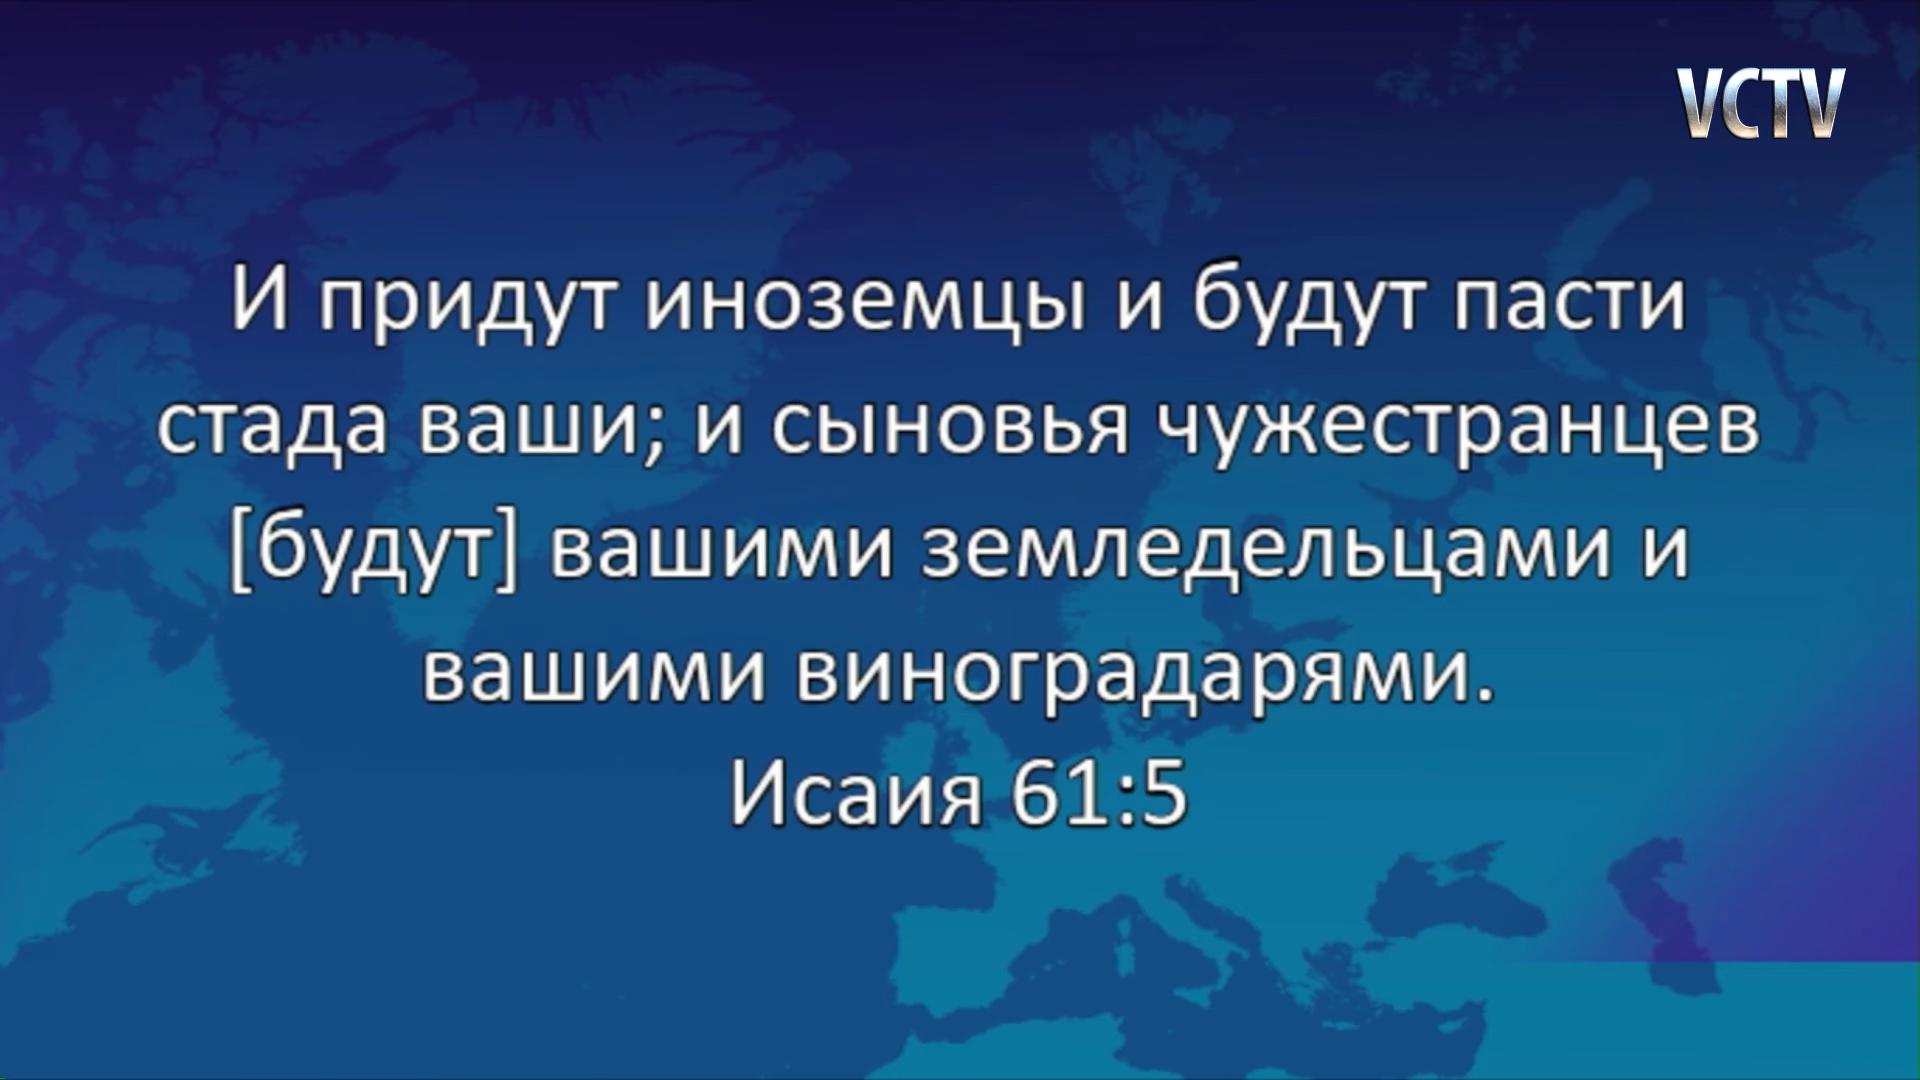 VCTV
И придут иноземцы и будут пасти
стада ваши; и сыновья чужестранцев
[будут] вашими земледельцами и
вашими виноградарями.
Исаия 61:5